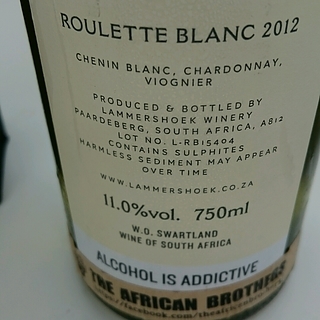 ROULETTE BLANC 2012
CHENIN BLANC, CHARDONNAY,
VIOGNIER
PRODUCED & BOTTLED BY
LAMMERSHOEK WINERY
PAARDEBERG, SOUTH AFRICA, A812
LOT NO. L-RB15404
CONTAINS SULPHITES
HARMLESS SEDIMENT MAY APPEAR
OVER TIME
WWW.LAMMERSHOEK.CO.ZA
11.0%vol. 750ml
W.O. SWARTLAND
WINE OF SOUTH AFRICA
ALCOHOL IS ADDICTIVE
THE AFRICAN BROTHERS